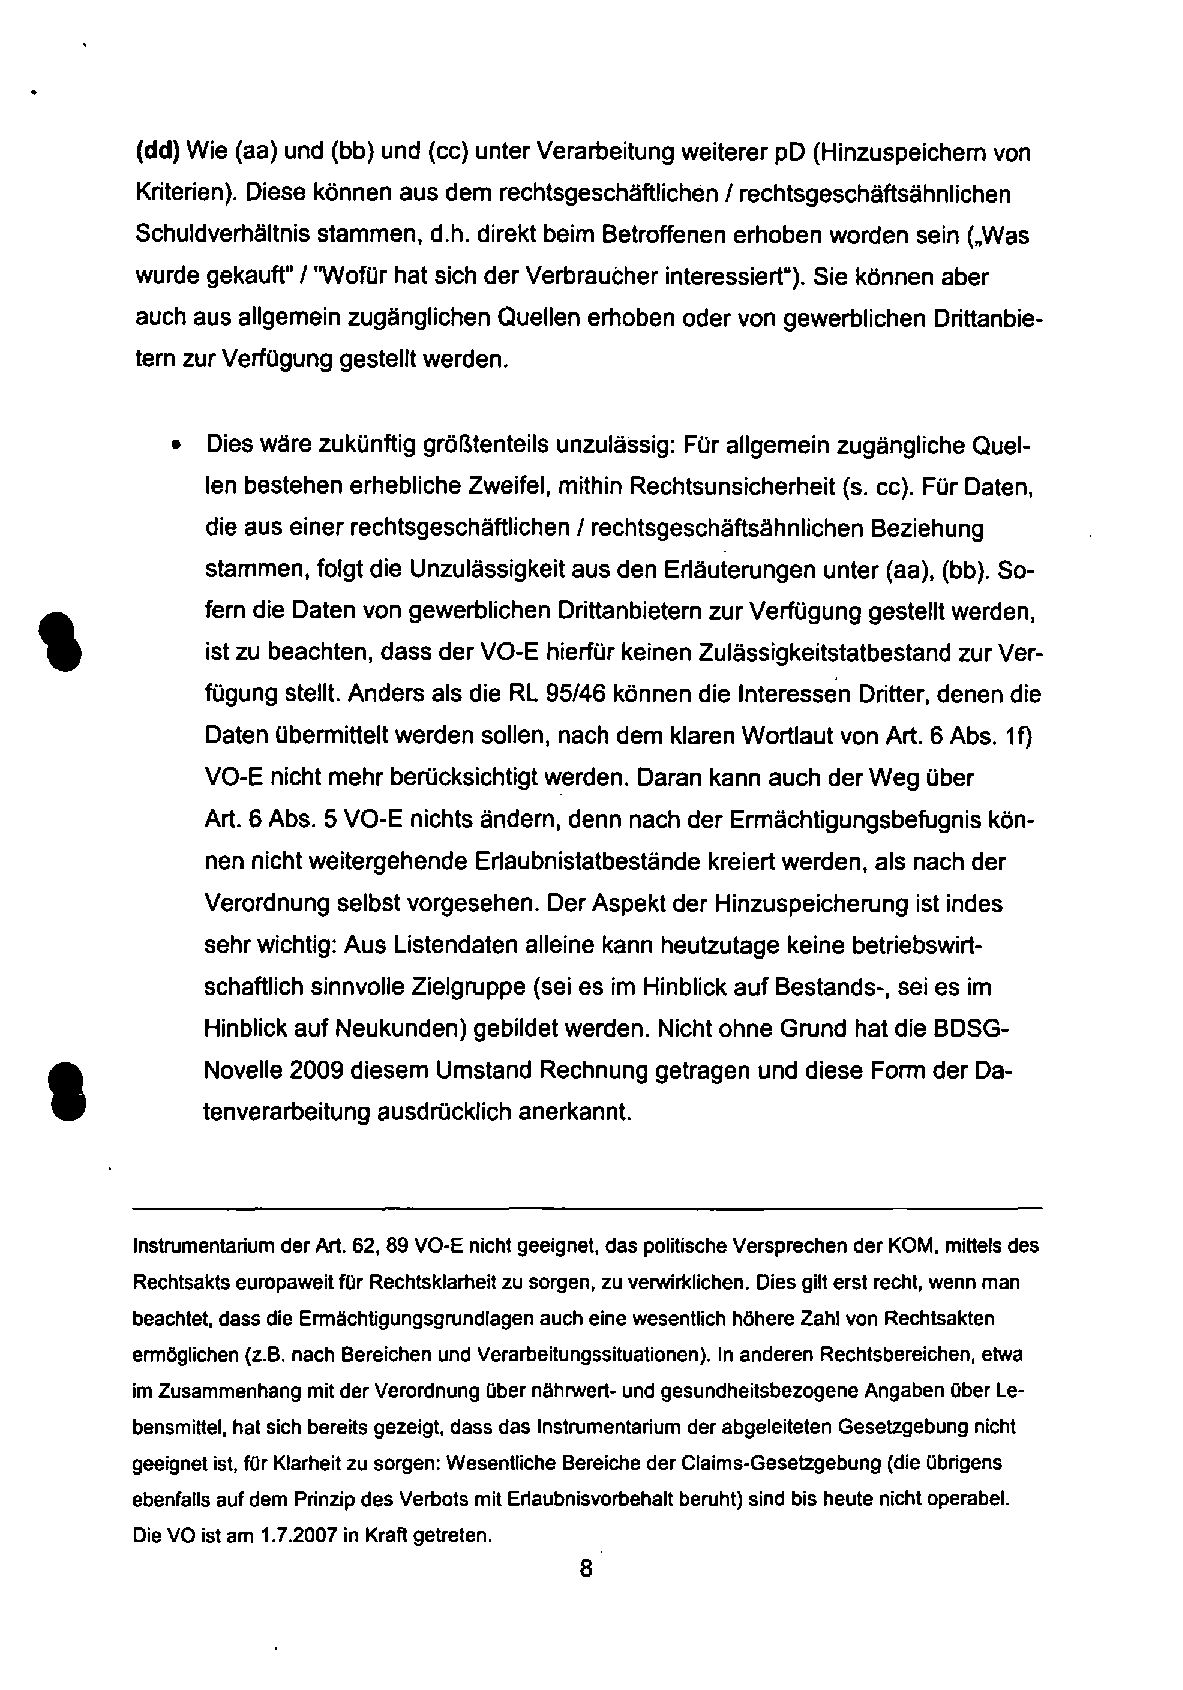 (dd) Wie (aa) und (bb) und (cc) unter Verarbeitung weiterer pD (Hinzuspeichern von
Kriterien). Diese können aus dem rechtsgeschäftlichen / rechtsgeschäftsähnlichen
Schuldverhältnis stammen, d.h. direkt beim Betroffenen erhoben worden sein („Was
wurde gekauft" / "Wofür hat sich der Verbraucher interessiert“). Sie können aber
auch aus allgemein zugänglichen Quellen erhoben oder von gewerblichen Drittanbie-
tern zur Verfügung gestellt werden.
• Dies wäre zukünftig größtenteils unzulässig: Für allgemein zugängliche Quel-
len bestehen erhebliche Zweifel, mithin Rechtsunsicherheit (s. cc). Für Daten,
die aus einer rechtsgeschäftlichen / rechtsgeschäftsähnlichen Beziehung
stammen, folgt die Unzulässigkeit aus den Erläuterungen unter (aa), (bb). So-
fern die Daten von gewerblichen Drittanbietern zur Verfügung gestellt werden,
ist zu beachten, dass der VO-E hierfür keinen Zulässigkeitstatbestand zur Ver-
fügung stellt. Anders als die RL 95/46 können die Interessen Dritter, denen die
Daten übermittelt werden sollen, nach dem klaren Wortlaut von Art. 6 Abs. 1f)
VO-E nicht mehr berücksichtigt werden. Daran kann auch der Weg über
Art. 6 Abs. 5 VO-E nichts ändern, denn nach der Ermächtigungsbefugnis kön-
nen nicht weitergehende Erlaubnistatbestände kreiert werden, als nach der
Verordnung selbst vorgesehen. Der Aspekt der Hinzuspeicherung ist indes
sehr wichtig: Aus Listendaten alleine kann heutzutage keine betriebswirt-
schaftlich sinnvolle Zielgruppe (sei es im Hinblick auf Bestands-, sei es im
Hinblick auf Neukunden) gebildet werden. Nicht ohne Grund hat die BDSG-
Novelle 2009 diesem Umstand Rechnung getragen und diese Form der Da-
tenverarbeitung ausdrücklich anerkannt.
Instrumentarium der Art. 62, 89 VO-E nicht geeignet, das politische Versprechen der KOM, mittels des
Rechtsakts europaweit für Rechtsklarheit zu sorgen, zu verwirklichen. Dies gilt erst recht, wenn man
beachtet, dass die Ermächtigungsgrundlagen auch eine wesentlich höhere Zahl von Rechtsakten
ermöglichen (z.B. nach Bereichen und Verarbeitungssituationen). In anderen Rechtsbereichen, etwa
im Zusammenhang mit der Verordnung über nährwert- und gesundheitsbezogene Angaben über Le-
bensmittel, hat sich bereits gezeigt, dass das Instrumentarium der abgeleiteten Gesetzgebung nicht
geeignet ist, für Klarheit zu sorgen: Wesentliche Bereiche der Claims-Gesetzgebung (die übrigens
ebenfalls auf dem Prinzip des Verbots mit Erlaubnisvorbehalt beruht) sind bis heute nicht operabel.
Die VO ist am 1.7.2007 in Kraft getreten.
8